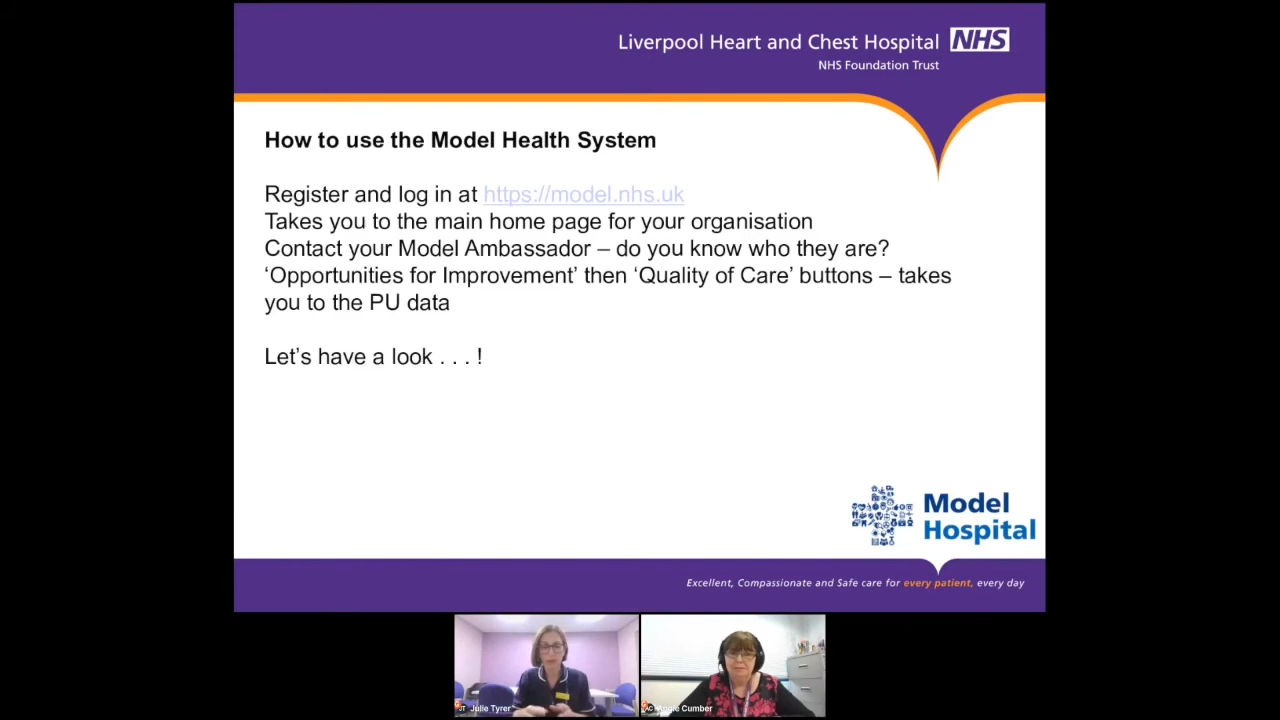 Liverpool Heart and Chest Hospital NHS
NHS Foundation Trust
How to use the Model Health System
Register and log in at https://model.nhs.uk
Takes you to the main home page for your organisation
Contact your Model Ambassador – do you know who they are?
‘Opportunities for Improvement’ then ‘Quality of Care’ buttons – takes
you to the PU data
Let’s have a look . . . !
Model
Hospital
Excellent, Compassionate and Safe care for every patient, every day
JT Julie Tyrer
AC Cumber